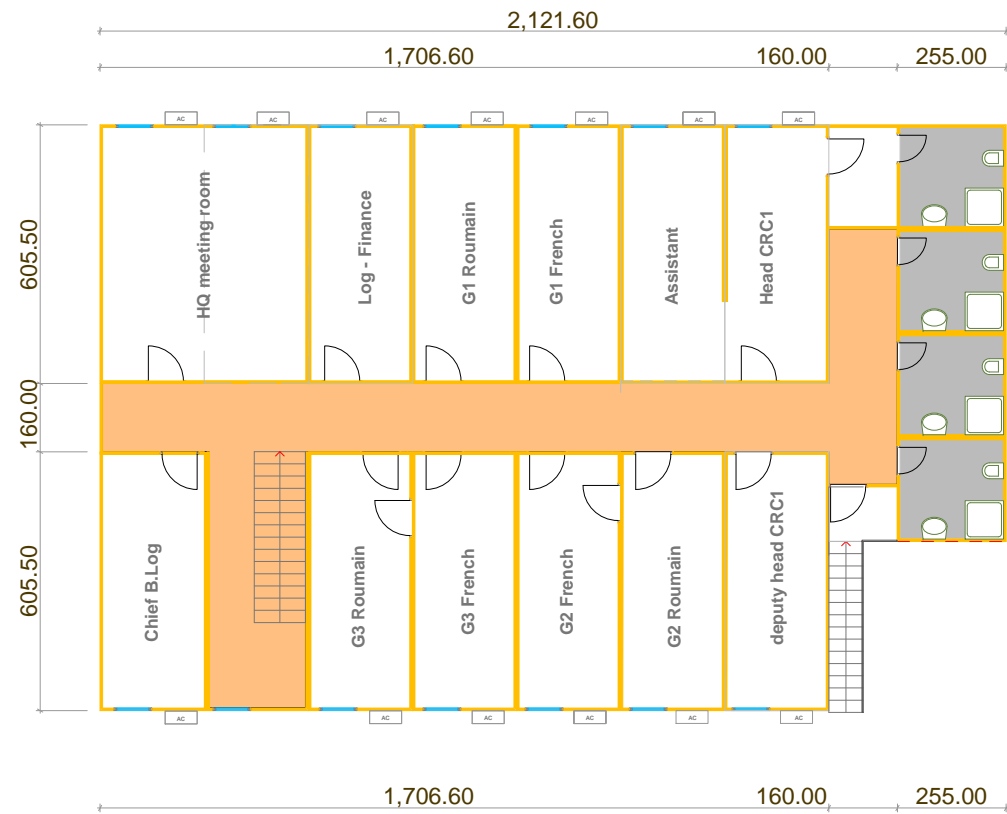 2,121.60
1,706.60
160.00
255.00
AC
AC
AC
AC
AC
AC
AC
605.50
160.00
605.50
HQ meeting room
Log - Finance
G1 Roumain
G1 French
Assistant
Head CRC1
Chief B.Log
G3 Roumain
G3 French
G2 French
G2 Roumain
deputy head CRC1
AC
AC
AC
AC
AC
AC
1,706.60
160.00
255.00